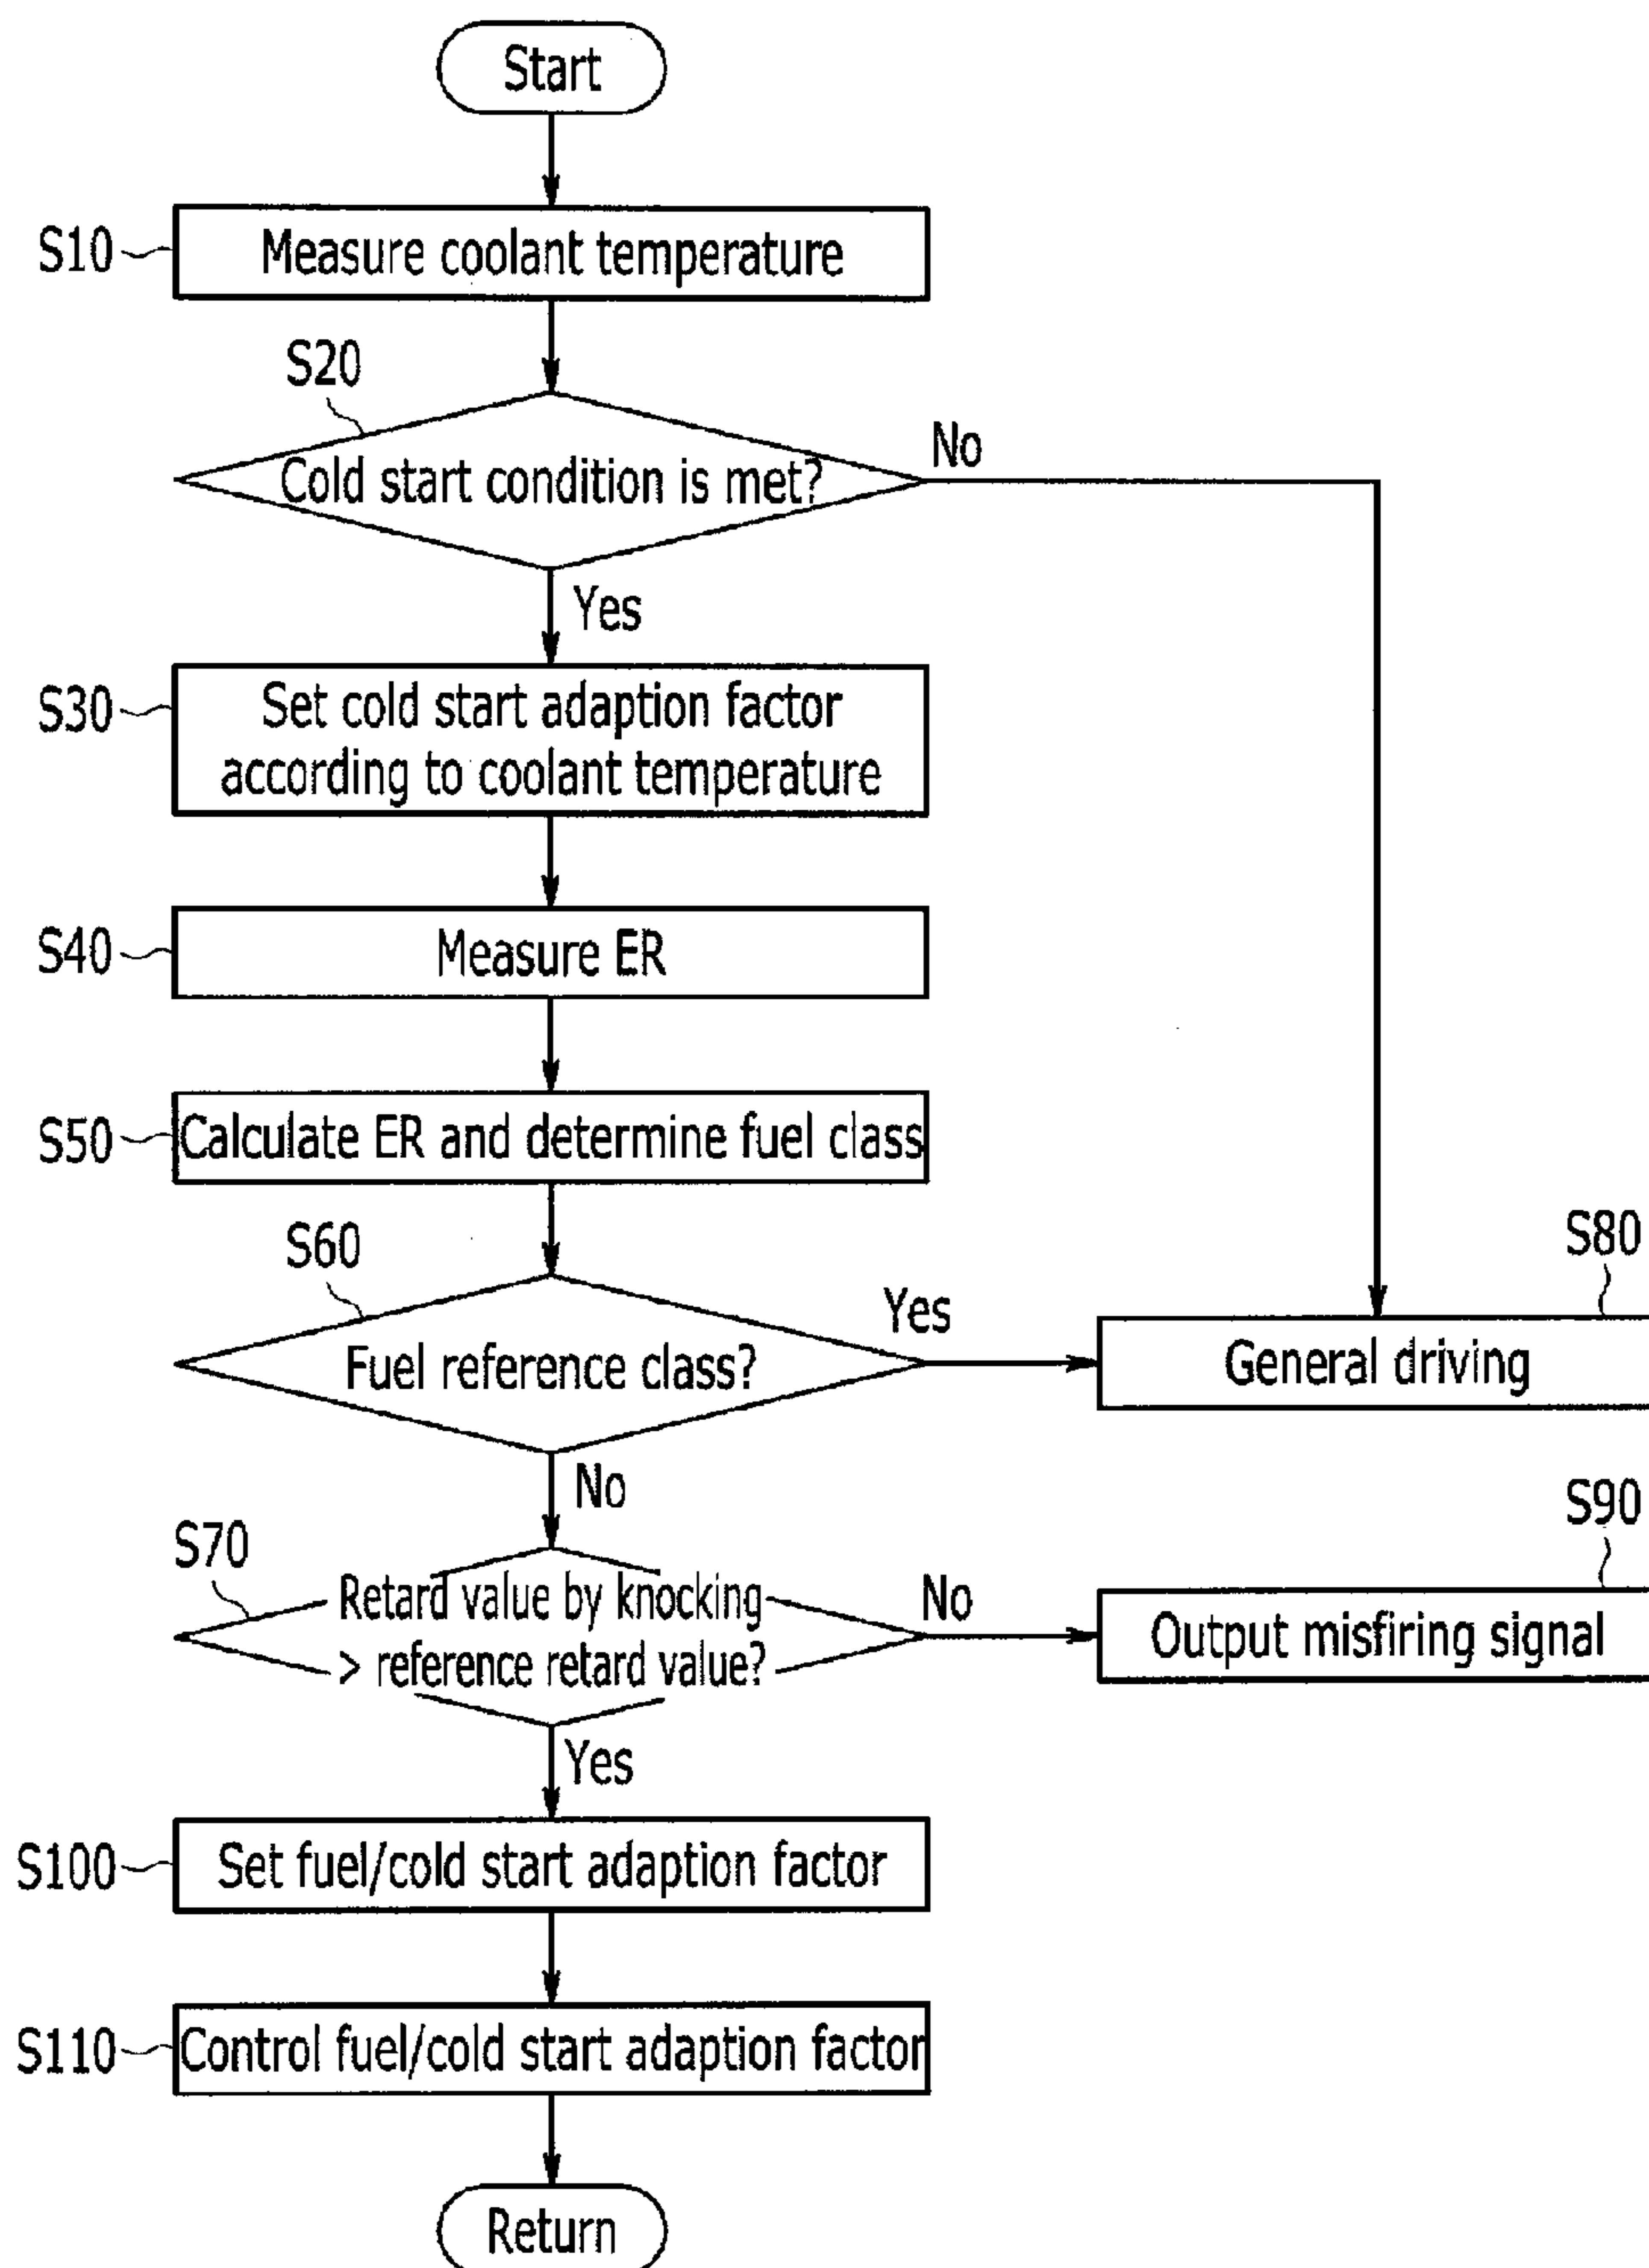 Start
S10
Measure coolant temperature
S20
Cold start condition is met?
No
Yes
S30
Set cold start adaption factor
according to coolant temperature
S40
Measure ER
S50
Calculate ER and determine fuel class
S60
Fuel reference class?
Yes
S80
General driving
No
S70
Retard value by knocking
> reference retard value?
No
S90
Output misfiring signal
Yes
S100
Set fuel/cold start adaption factor
S110
Control fuel/cold start adaption factor
Return